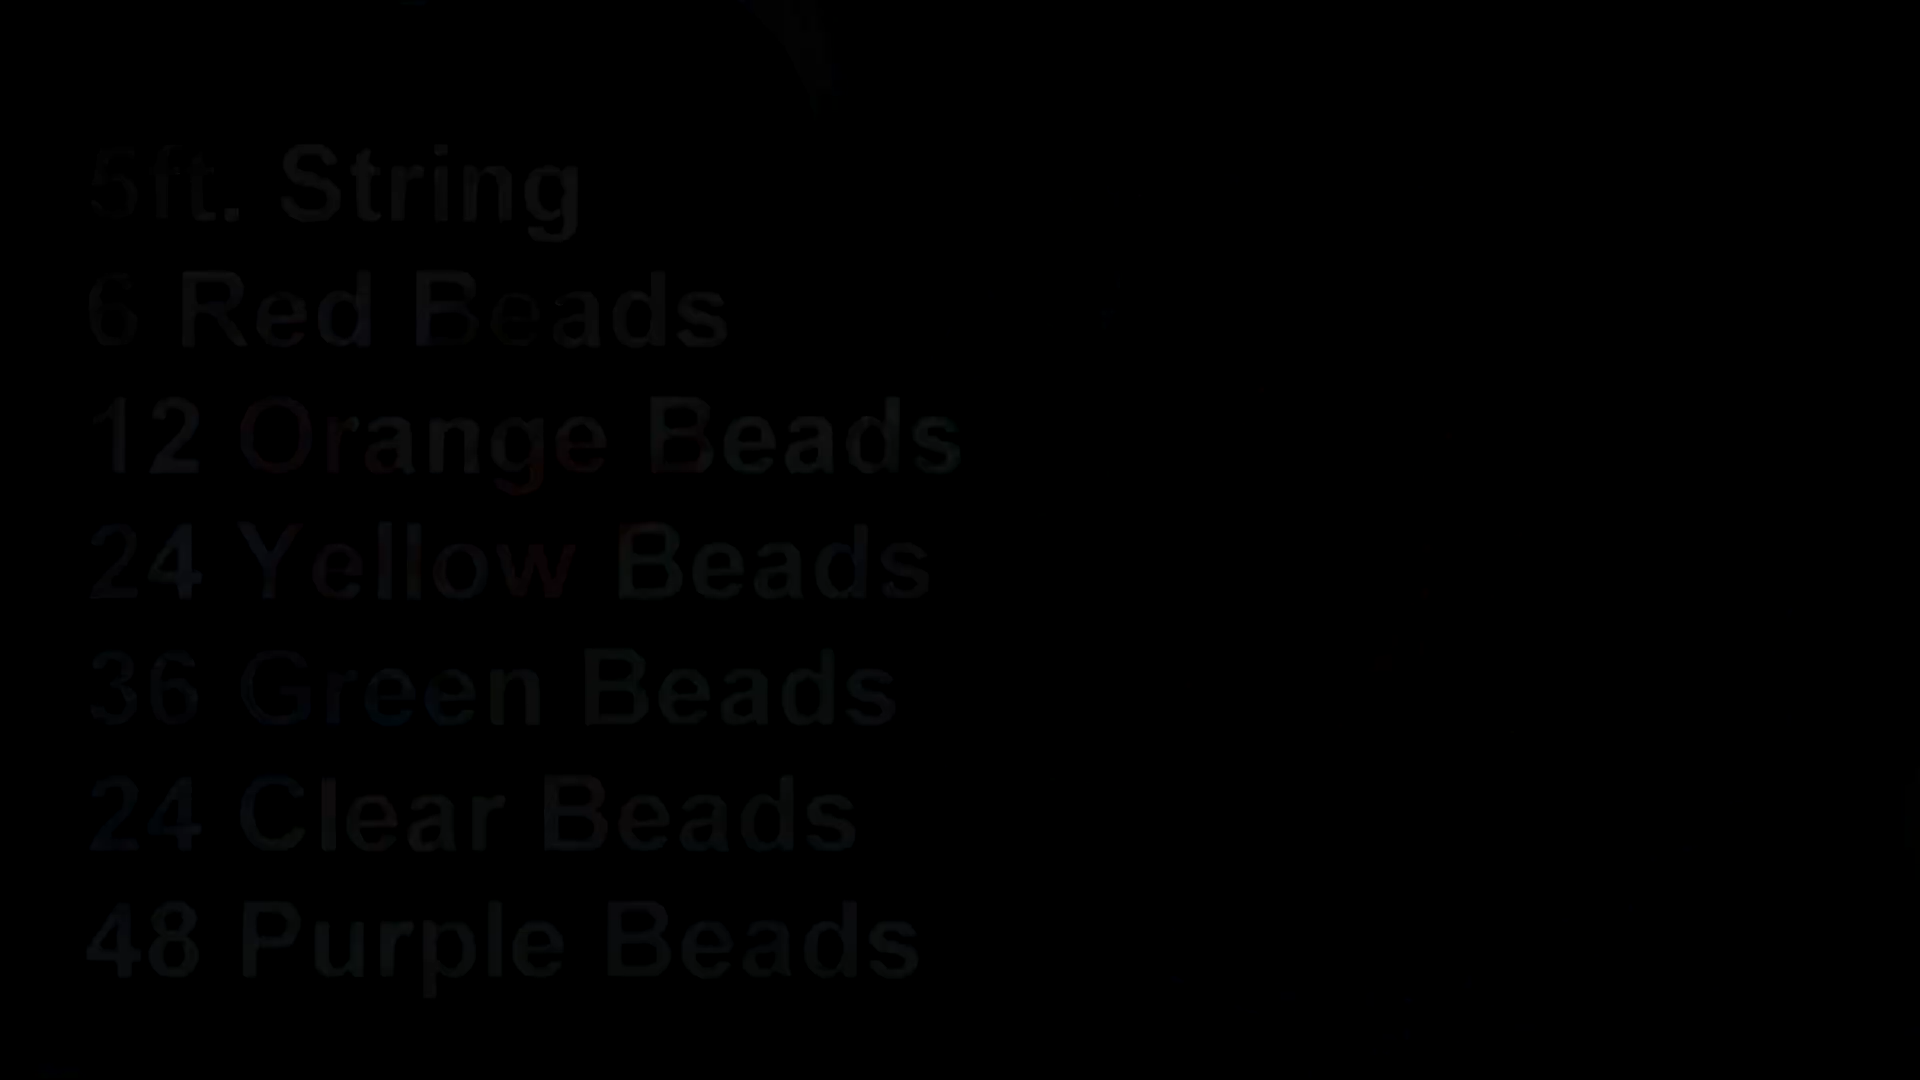 5ft. String
6 Red Beads
12 Orange Beads
24 Yellow Beads
36 Green Beads
24 Clear Beads
48 Purple Beads